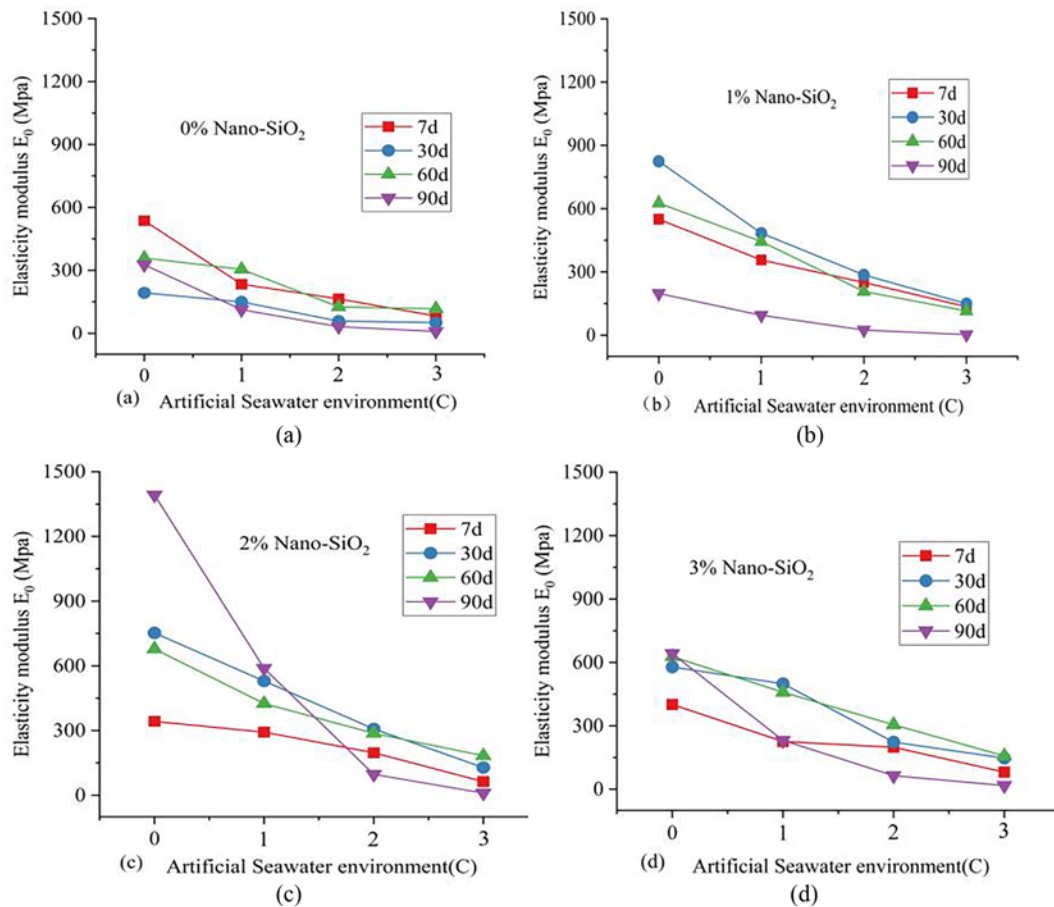 1500
1200
900
600
300
0
Elasticity modulus E₀ (Mpa)
0% Nano-SiO₂
7d
30d
60d
90d
0 1 2 3
(a) Artificial Seawater environment(C)
(a)
1500
1200
900
600
300
0
Elasticity modulus E₀ (Mpa)
1% Nano-SiO₂
7d
30d
60d
90d
0 1 2 3
(b) Artificial Seawater environment (C)
(b)
1500
1200
900
600
300
0
Elasticity modulus E₀ (Mpa)
2% Nano-SiO₂
7d
30d
60d
90d
0 1 2 3
(c) Artificial Seawater environment(C)
(c)
1500
1200
900
600
300
0
Elasticity modulus E₀ (Mpa)
3% Nano-SiO₂
7d
30d
60d
90d
0 1 2 3
(d) Artificial Seawater environment(C)
(d)